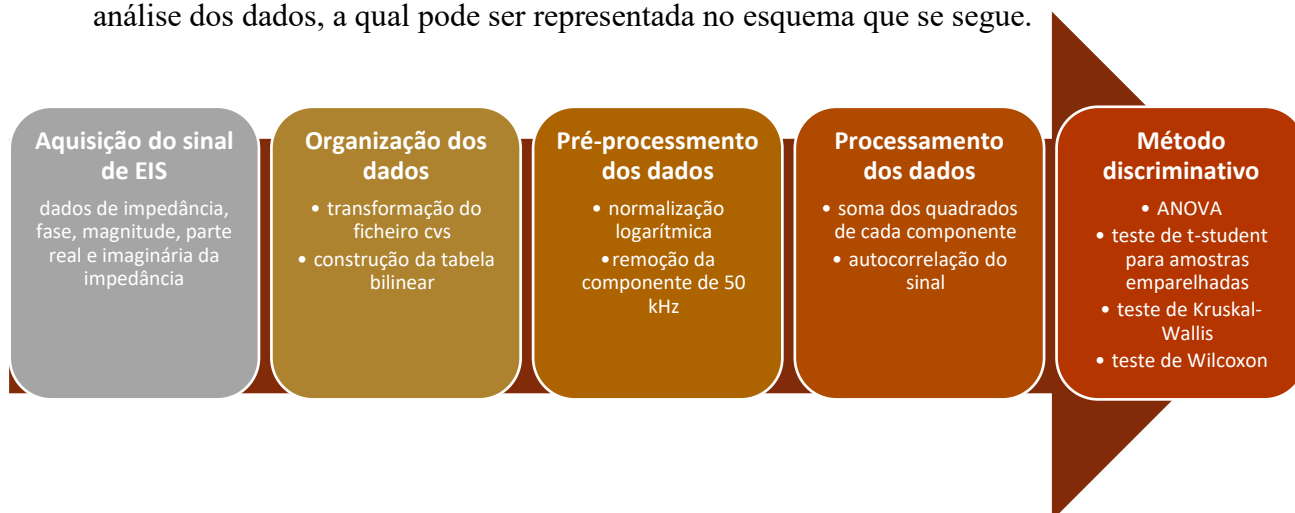 análise dos dados, a qual pode ser representada no esquema que se segue.
Aquisição do sinal
de EIS
dados de impedância,
fase, magnitude, parte
real e imaginária da
impedância
Organização dos
dados
• transformação do
ficheiro cvs
• construção da tabela
bilinear
Pré-processmento
dos dados
• normalização
logarítmica
•remoção da
componente de 50
kHz
Processamento
dos dados
• soma dos quadrados
de cada componente
• autocorrelação do
sinal
Método
discriminativo
• ANOVA
• teste de t-student
para amostras
emparelhadas
• teste de Kruskal-
Wallis
• teste de Wilcoxon